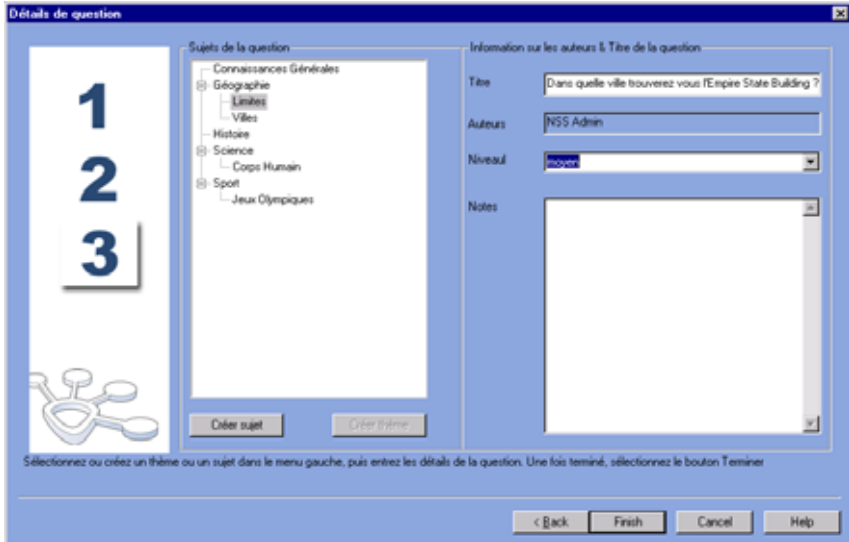 Détails de question
1
2
3
Sujets de la question
Connaissances Générales
Géographie
Limites
Villes
Histoire
Science
Corps Humain
Sport
Jeux Olympiques
Créer sujet
Créer thème
Information sur les auteurs & Titre de la question
Titre
Dans quelle ville trouverez vous l'Empire State Building ?
Auteurs
NSS Admin
Niveaul
moyen
Notes
Sélectionnez ou créez un thème ou un sujet dans le menu gauche, puis entrez les détails de la question. Une fois terminé, sélectionnez le bouton Terminer
< Back
Finish
Cancel
Help